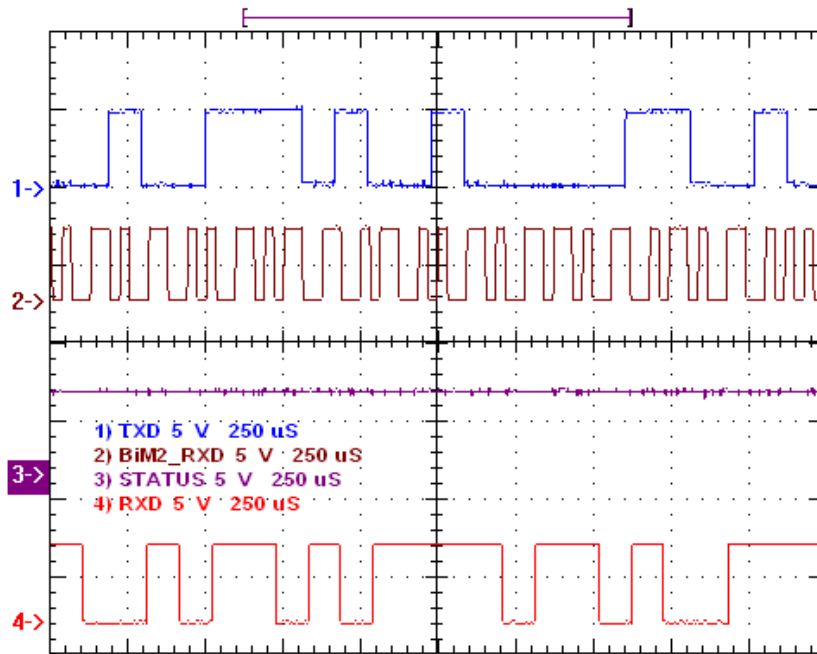 1->
2->
1) TXD 5 V 250 uS
2) BiM2_RXD 5 V 250 uS
3) STATUS 5 V 250 uS
4) RXD 5 V 250 uS
3->
4->